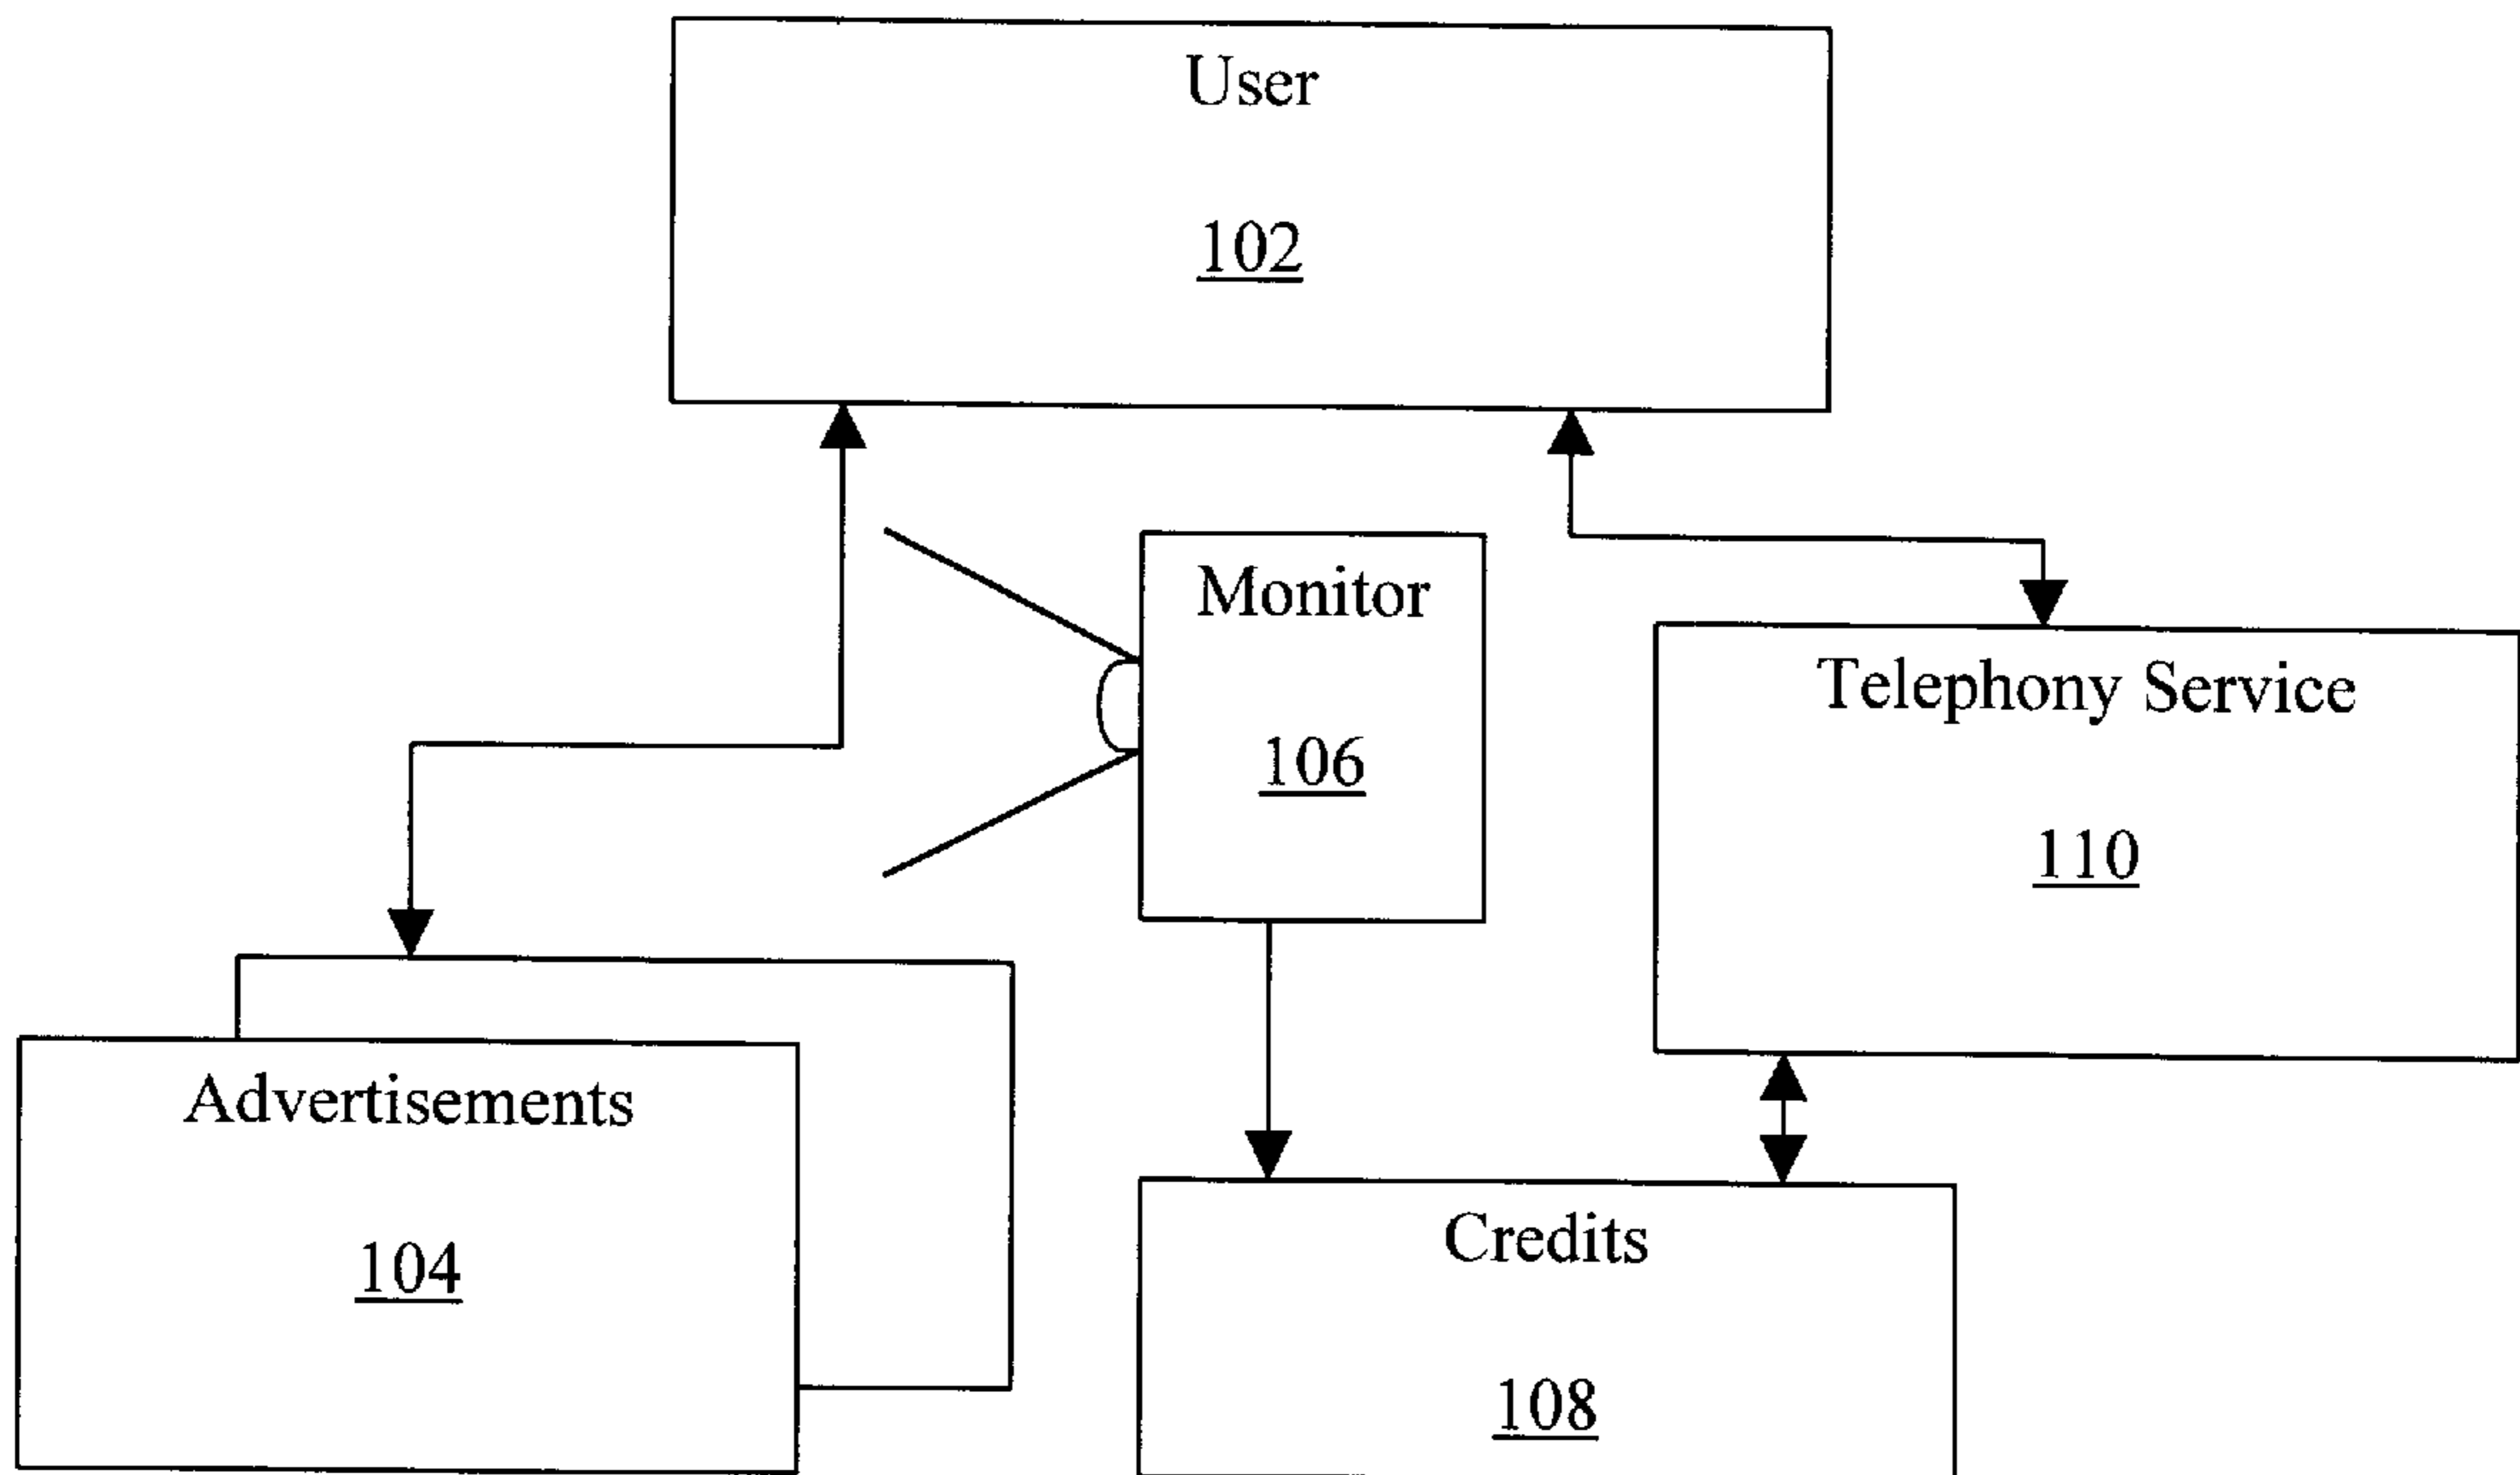 User
102
Monitor
106
Telephony Service
110
Advertisements
104
Credits
108